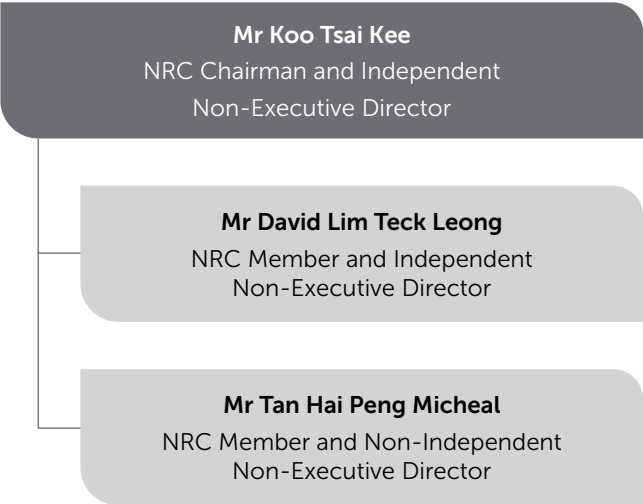 Mr Koo Tsai Kee
NRC Chairman and Independent
Non-Executive Director
Mr David Lim Teck Leong
NRC Member and Independent
Non-Executive Director
Mr Tan Hai Peng Micheal
NRC Member and Non-Independent
Non-Executive Director